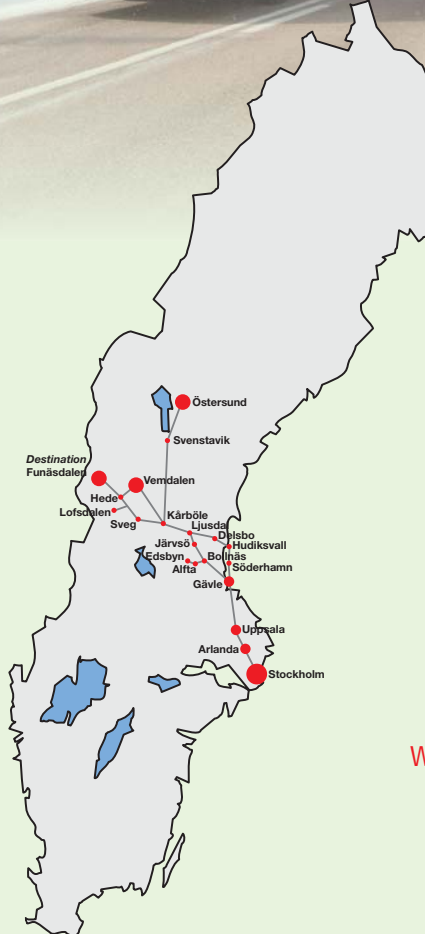 Östersund
Svenstavik
Destination
Funäsdalen
Vemdalen
Hede
Lofsdalen
Sveg
Kårböle
Ljusdal
Delsbo
Järvsö
Hudiksvall
Edsbyn
Bollnäs
Alfta
Söderhamn
Gävle
Uppsala
Arlanda
Stockholm
W